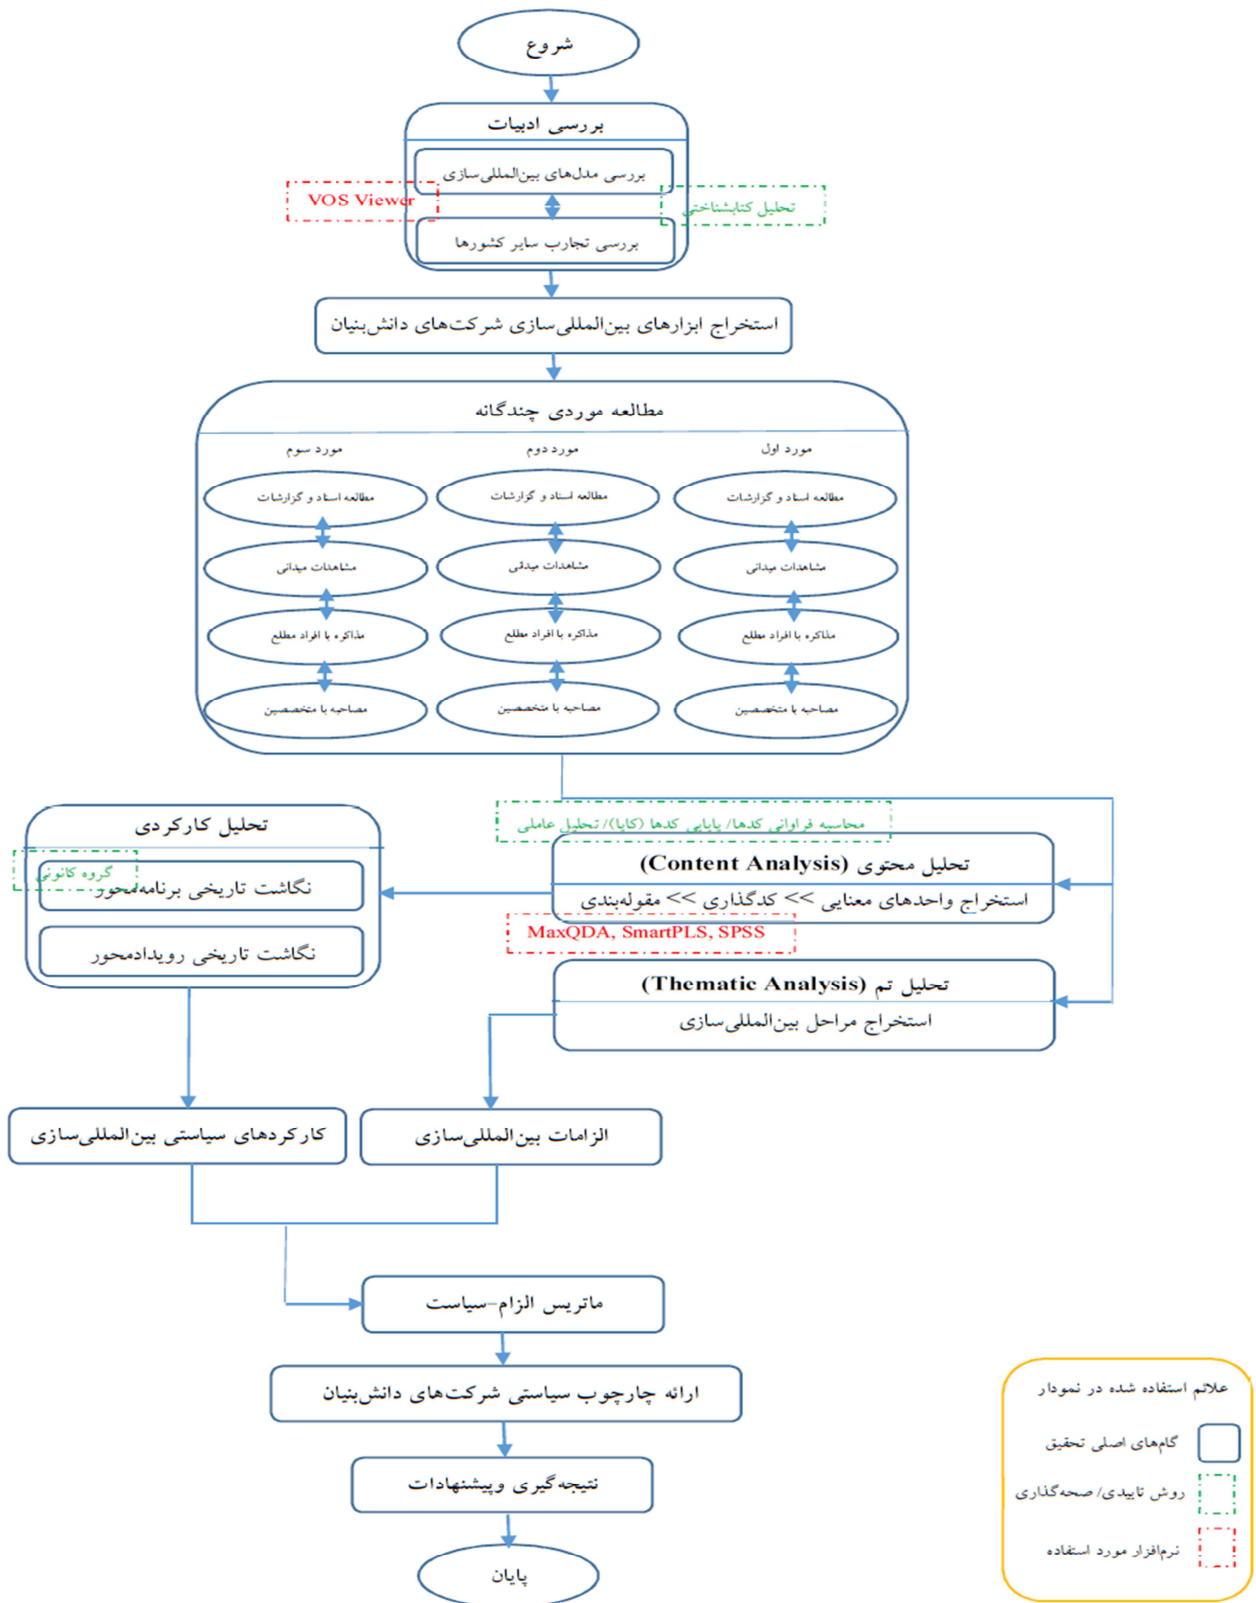 شروع
بررسی ادبیات
بررسی مدل‌های بین‌المللی‌سازی
VOS Viewer
تحلیل کتابشناختی
بررسی تجارب سایر کشورها
استخراج ابزارهای بین‌المللی‌سازی شرکت‌های دانش‌بنیان
مطالعه موردی چندگانه
مورد اول
مورد دوم
مورد سوم
مطالعه اسناد و گزارشات
مطالعه اسناد و گزارشات
مطالعه اسناد و گزارشات
مشاهدات میدانی
مشاهدات میدانی
مشاهدات میدانی
مذاکره با افراد مطلع
مذاکره با افراد مطلع
مذاکره با افراد مطلع
مصاحبه با متخصصین
مصاحبه با متخصصین
مصاحبه با متخصصین
محاسبه فراوانی کدها/ پایایی کدها (کاپا)/ تحلیل عاملی
تحلیل محتوی (Content Analysis)
استخراج واحدهای معنایی >> کدگذاری >> مقوله‌بندی
MaxQDA, SmartPLS, SPSS
تحلیل تم (Thematic Analysis)
استخراج مراحل بین‌المللی‌سازی
تحلیل کارکردی
گروه کانونی
نگاشت تاریخی برنامه‌محور
نگاشت تاریخی رویدادمحور
الزامات بین‌المللی‌سازی
کارکردهای سیاستی بین‌المللی‌سازی
ماتریس الزام-سیاست
ارائه چارچوب سیاستی شرکت‌های دانش‌بنیان
نتیجه‌گیری وپیشنهادات
پایان
علائم استفاده شده در نمودار
گام‌های اصلی تحقیق
روش تاییدی/ صحه‌گذاری
نرم‌افزار مورد استفاده